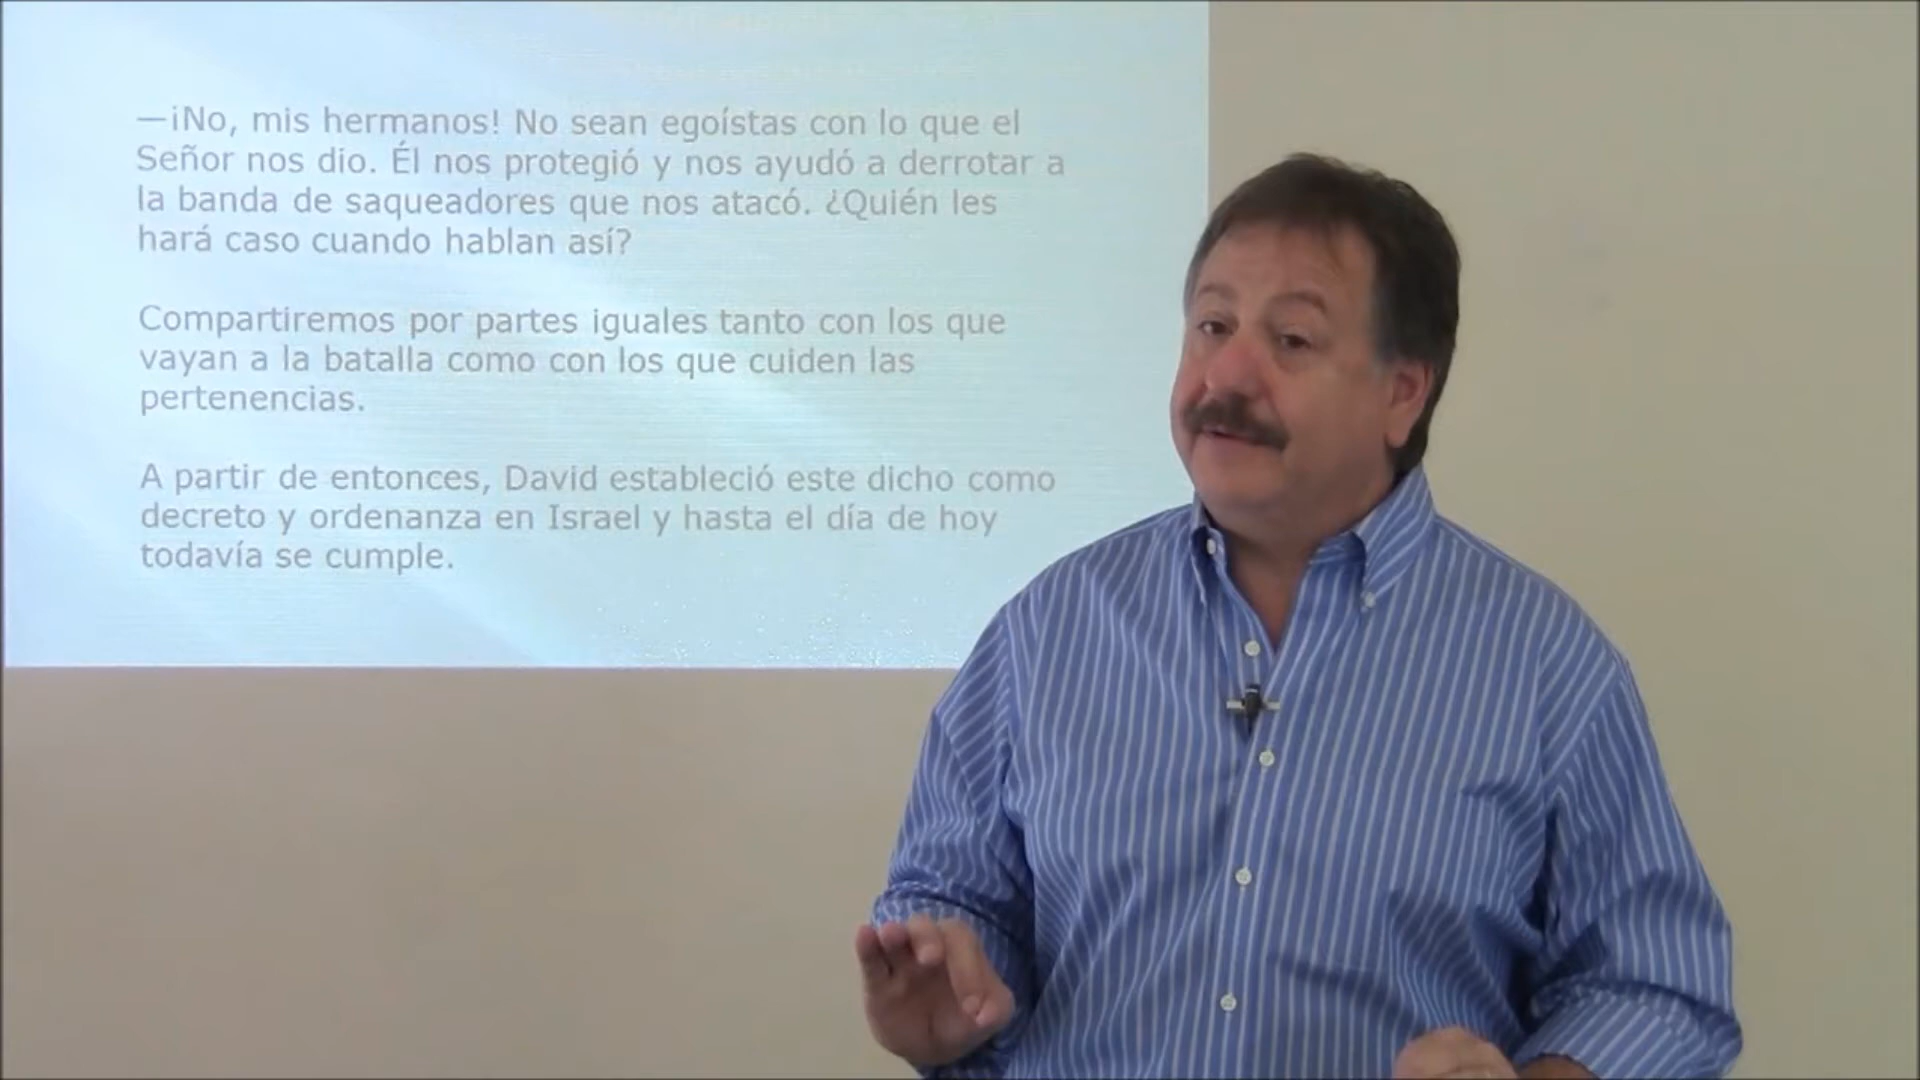 —¡No, mis hermanos! No sean egoístas con lo que el
Señor nos dio. Él nos protegió y nos ayudó a derrotar a
la banda de saqueadores que nos atacó. ¿Quién les
hará caso cuando hablan así?
Compartiremos por partes iguales tanto con los que
vayan a la batalla como con los que cuiden las
pertenencias.
A partir de entonces, David estableció este dicho como
decreto y ordenanza en Israel y hasta el día de hoy
todavía se cumple.